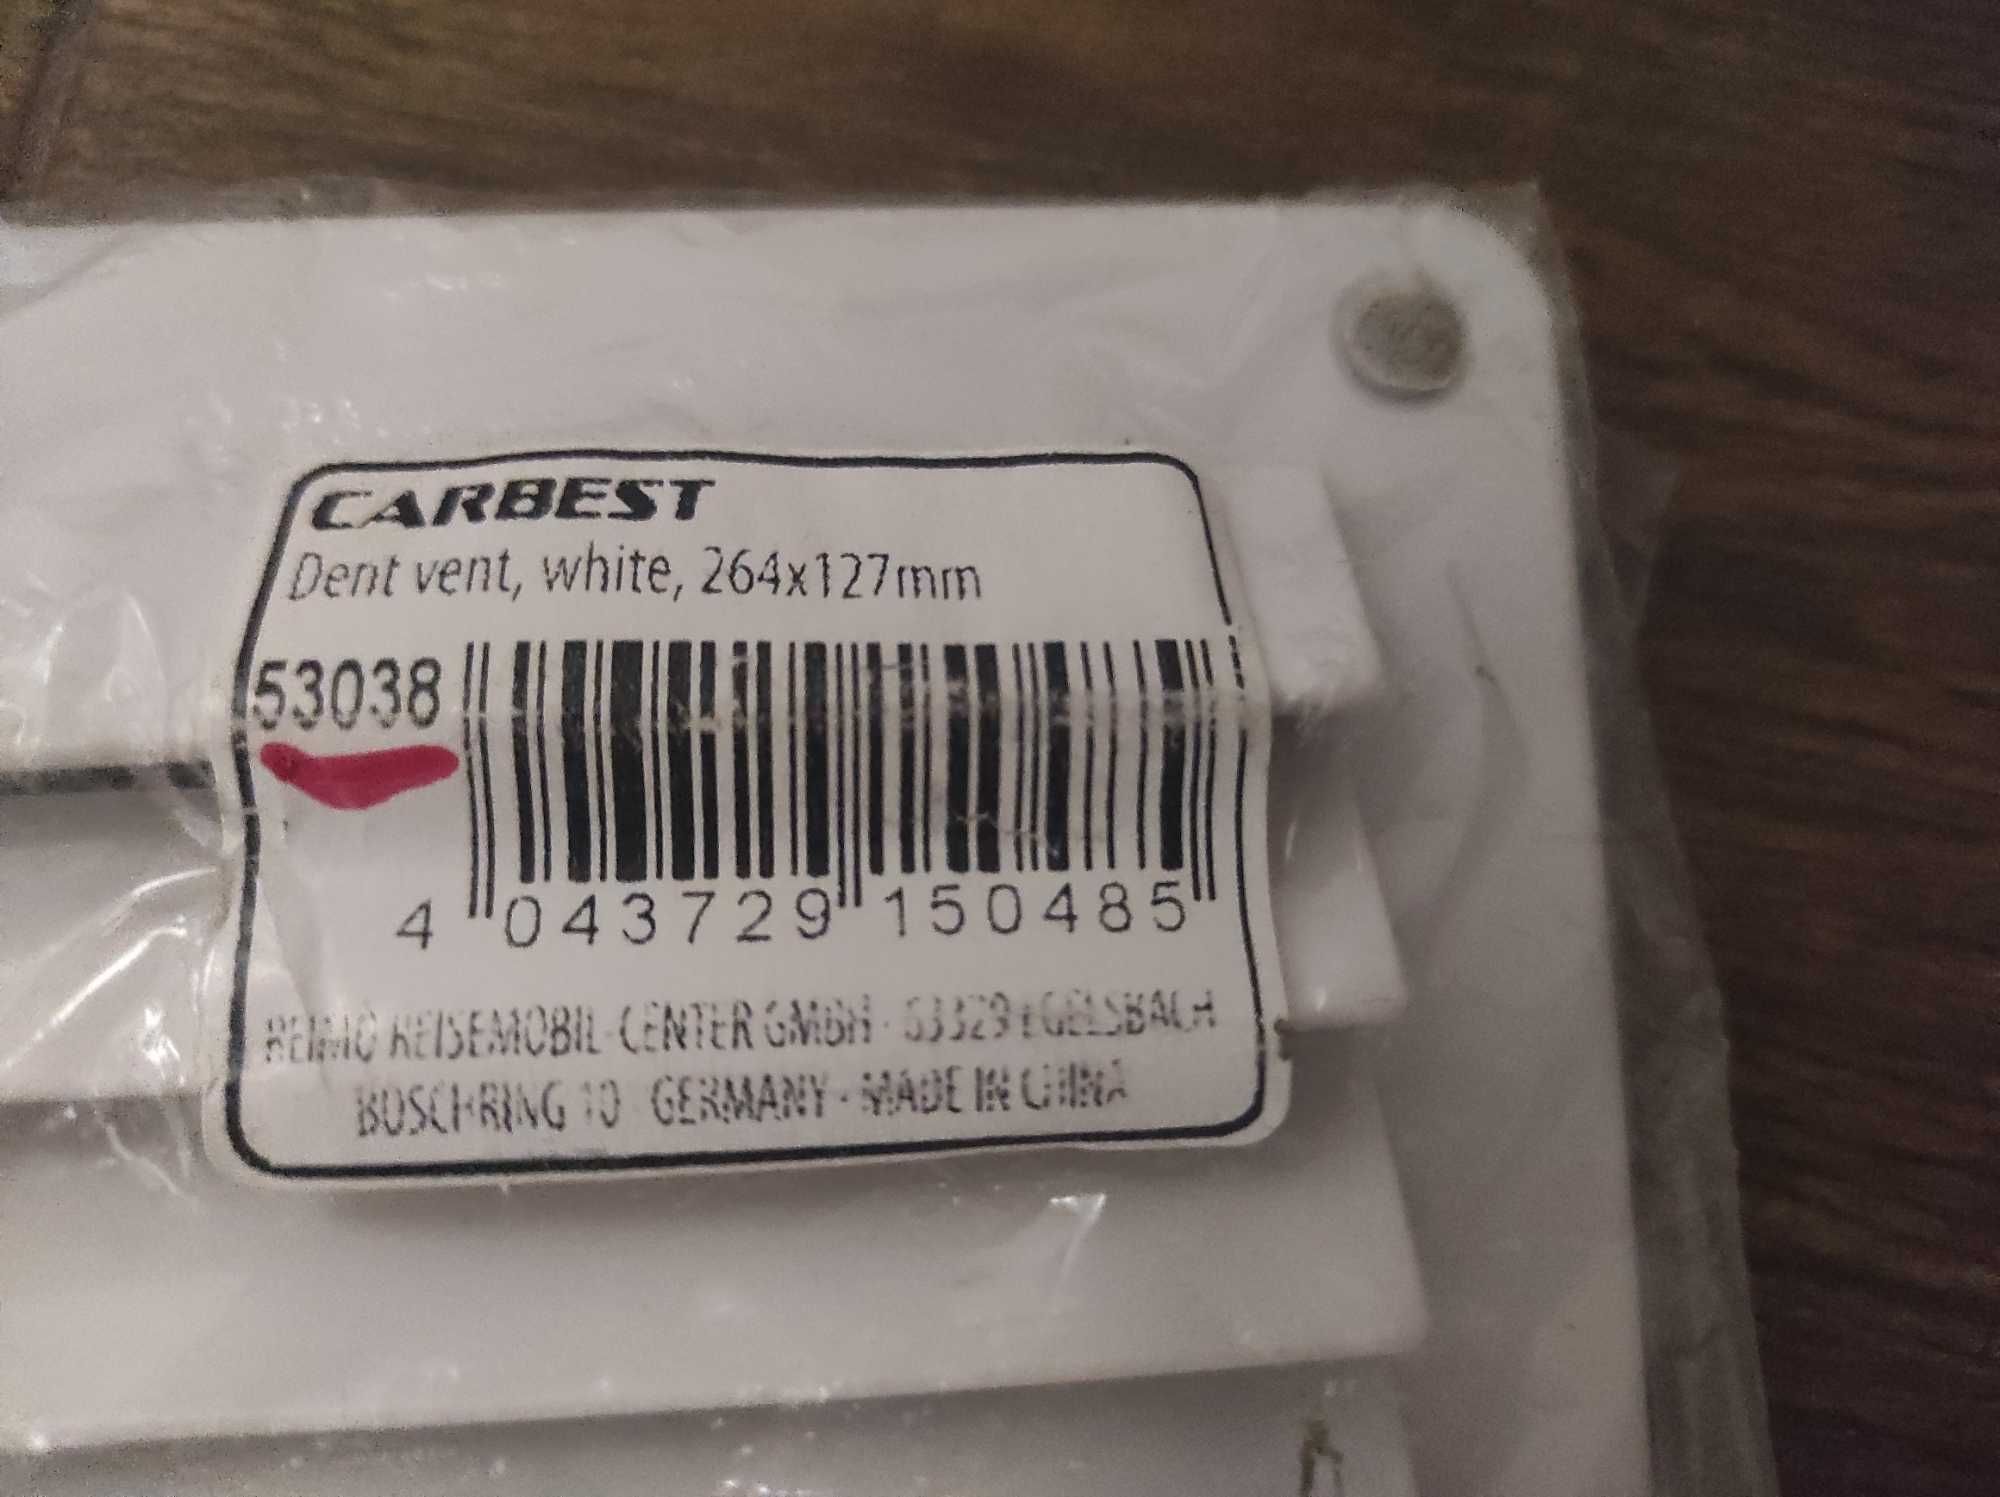 CARBEST
Dent vent, white, 264x127mm
53038
4 043729 150485
REIMO REISEMOBIL-CENTER GMBH · 63329 EGELSBACH
BOSCHRING 10 · GERMANY · MADE IN CHINA